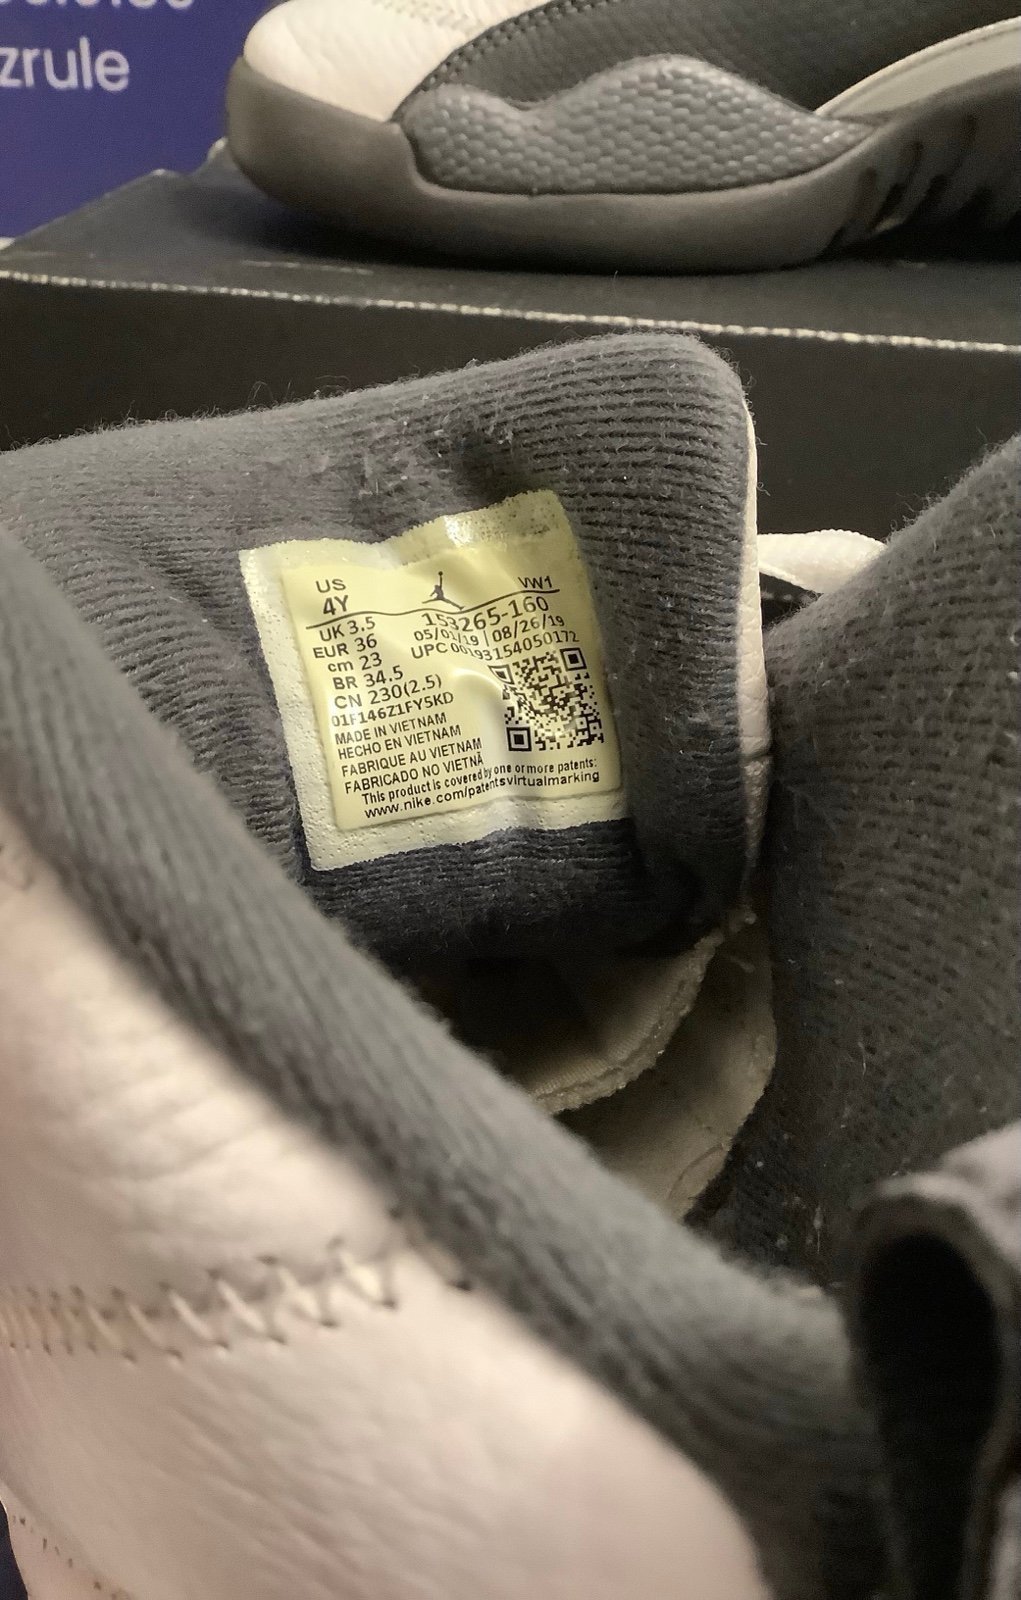 zrule
US
4Y
VW1
153265-160
UK 3.5
05/01/19 | 08/26/19
EUR 36
UPC 00193154050172
cm 23
BR 34.5
CN 230(2.5)
01F146Z1FY5KD
MADE IN VIETNAM
HECHO EN VIETNAM
FABRIQUE AU VIETNAM
FABRICADO NO VIETNÃ
This product is covered by one or more patents:
www.nike.com/patentsvirtualmarking